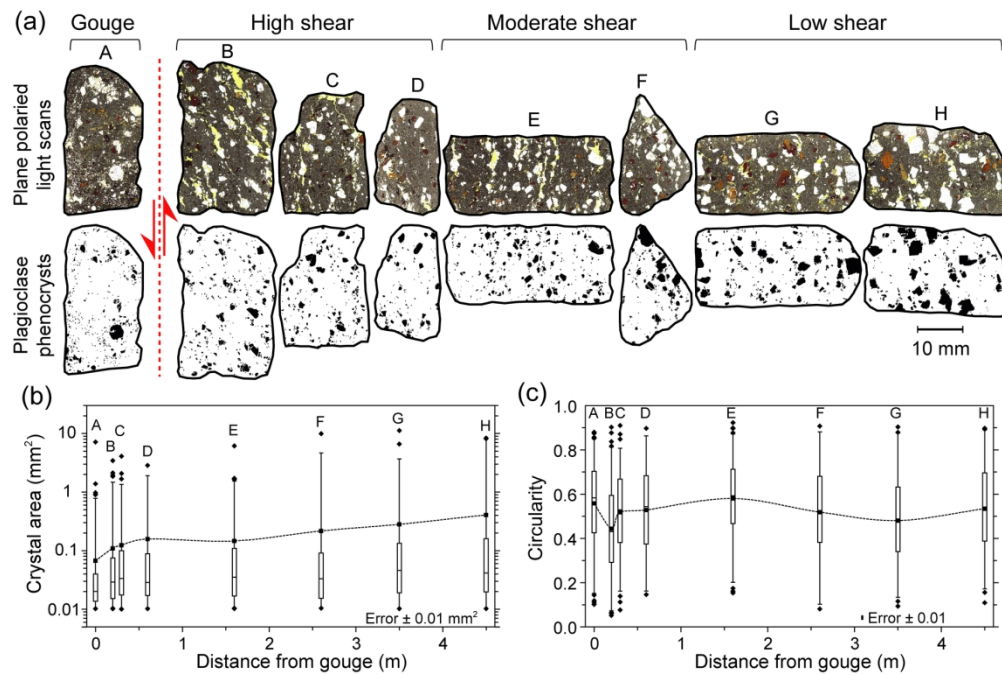 (a)
Gouge High shear Moderate shear Low shear
A B C D E F G H
Plane polaried
light scans
Plagioclase
phenocrysts
10 mm
(b)
Crystal area (mm²)
10
1
0.1
0.01
A B C D E F G H
Error ± 0.01 mm²
0 1 2 3 4
Distance from gouge (m)
(c)
Circularity
1.0
0.8
0.6
0.4
0.2
0.0
A B C D E F G H
Error ± 0.01
0 1 2 3 4
Distance from gouge (m)